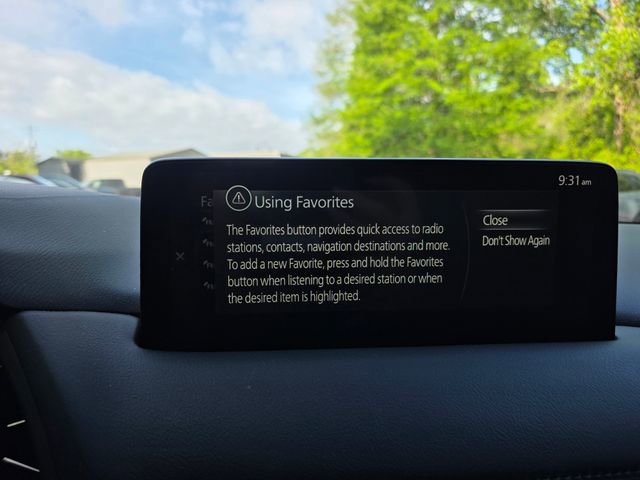 9:31 am
Fa
Using Favorites
The Favorites button provides quick access to radio
stations, contacts, navigation destinations and more.
To add a new Favorite, press and hold the Favorites
button when listening to a desired station or when
the desired item is highlighted.
Close
Don't Show Again